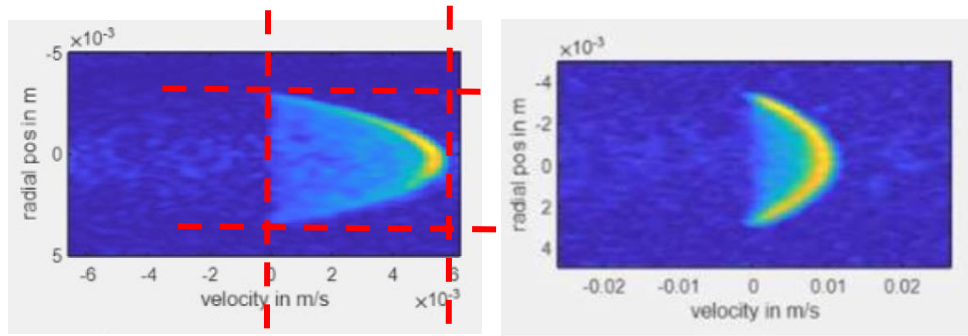 ×10⁻³
-5
0
5
radial pos in m
-6 -4 -2 0 2 4 6
velocity in m/s
×10⁻³
×10⁻³
-4
-2
0
2
4
radial pos in m
-0.02 -0.01 0 0.01 0.02
velocity in m/s